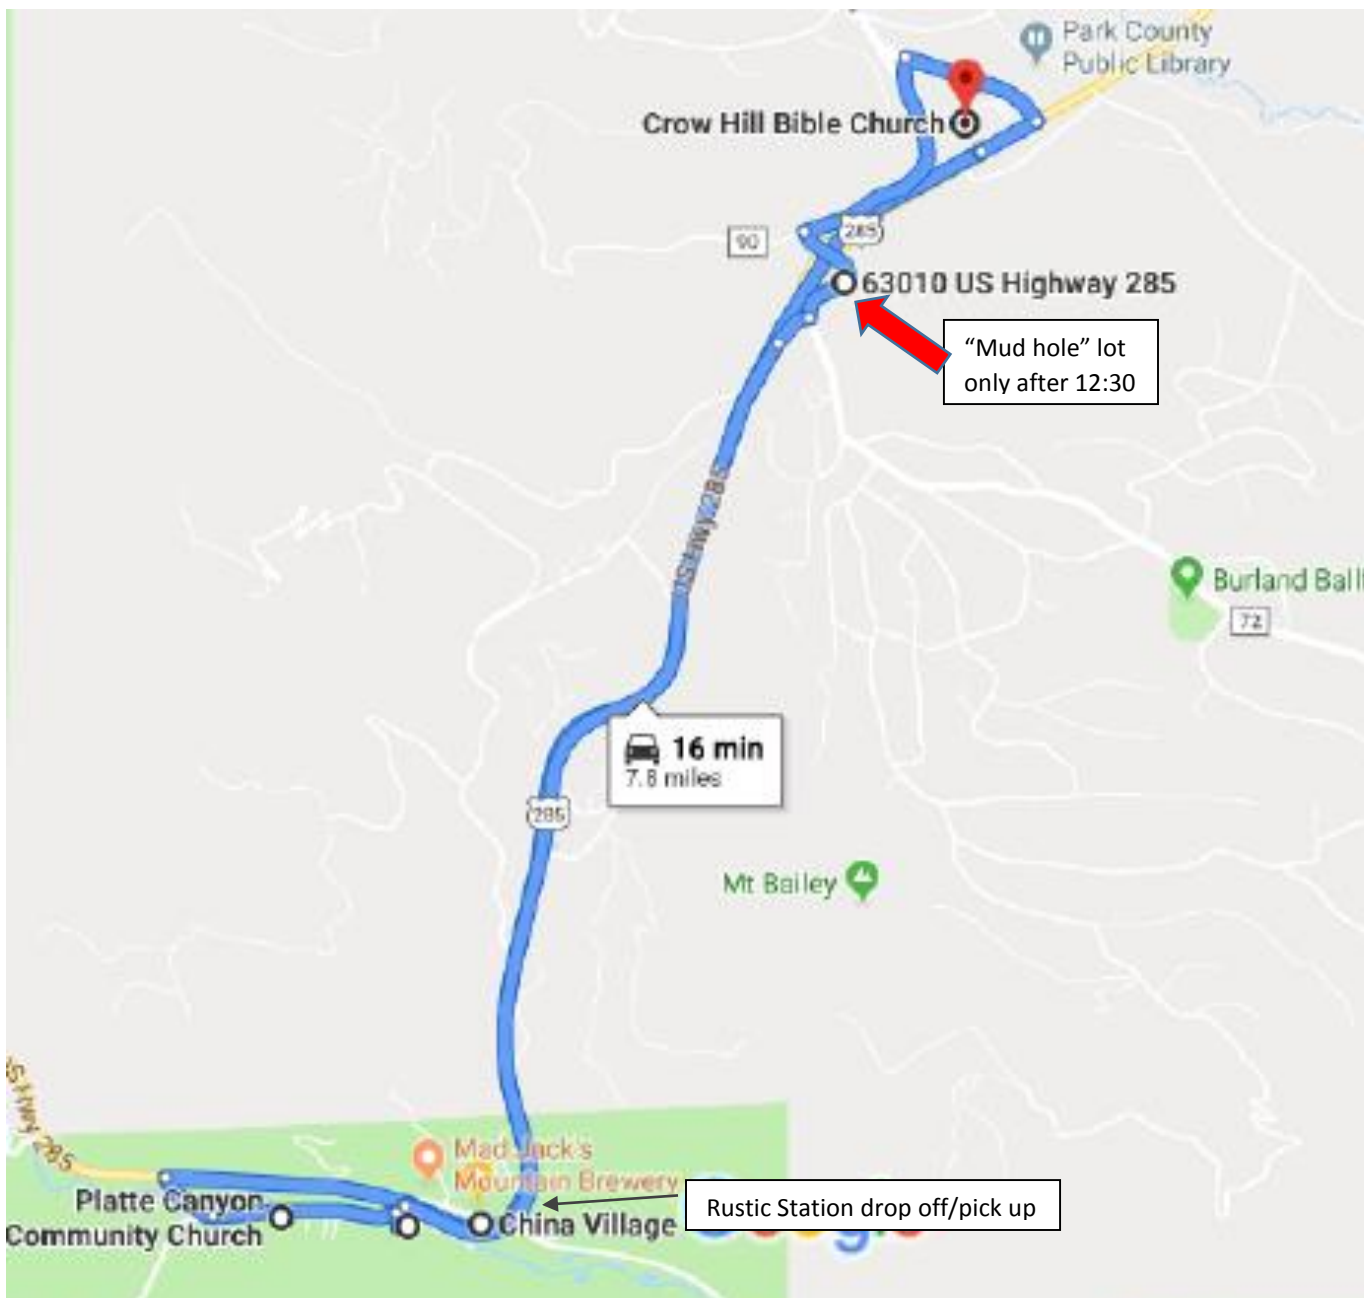 Park County
Public Library
Crow Hill Bible Church
90
285
63010 US Highway 285
“Mud hole” lot
only after 12:30
US Hwy 285
Burland Ballf
72
16 min
7.8 miles
285
Mt Bailey
US Hwy 285
Mad Jack's
Mountain Brewery
Platte Canyon
Community Church
China Village
Rustic Station drop off/pick up